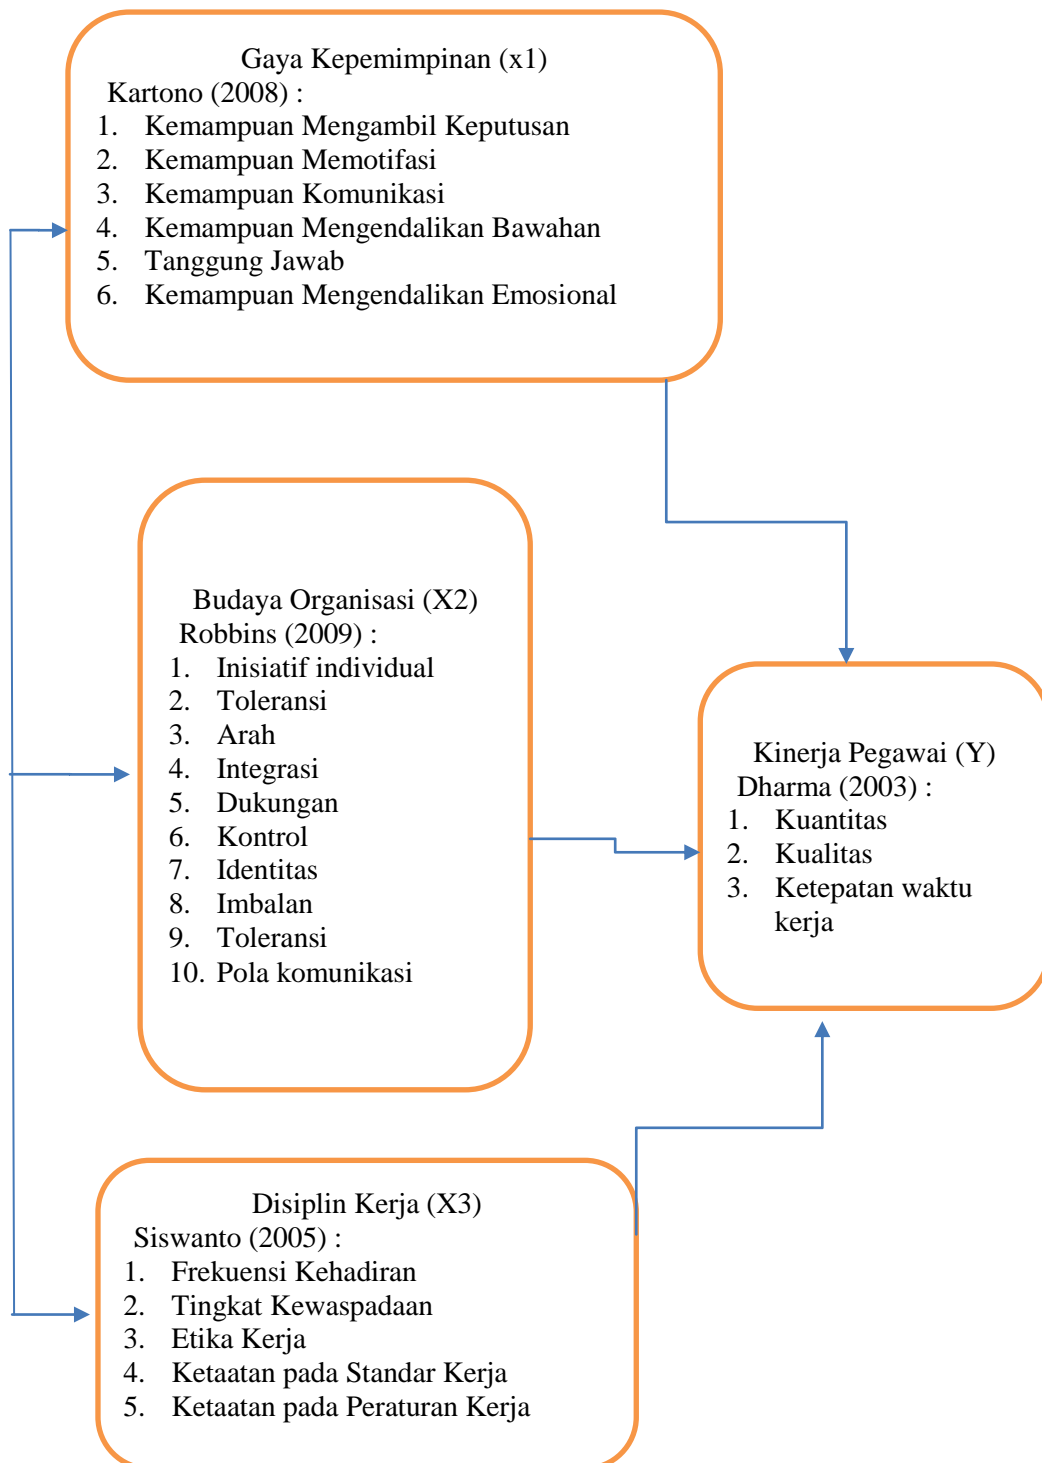 Gaya Kepemimpinan (x1)
Kartono (2008) :
1. Kemampuan Mengambil Keputusan
2. Kemampuan Memotifasi
3. Kemampuan Komunikasi
4. Kemampuan Mengendalikan Bawahan
5. Tanggung Jawab
6. Kemampuan Mengendalikan Emosional
Budaya Organisasi (X2)
Robbins (2009) :
1. Inisiatif individual
2. Toleransi
3. Arah
4. Integrasi
5. Dukungan
6. Kontrol
7. Identitas
8. Imbalan
9. Toleransi
10. Pola komunikasi
Kinerja Pegawai (Y)
Dharma (2003) :
1. Kuantitas
2. Kualitas
3. Ketepatan waktu
kerja
Disiplin Kerja (X3)
Siswanto (2005) :
1. Frekuensi Kehadiran
2. Tingkat Kewaspadaan
3. Etika Kerja
4. Ketaatan pada Standar Kerja
5. Ketaatan pada Peraturan Kerja